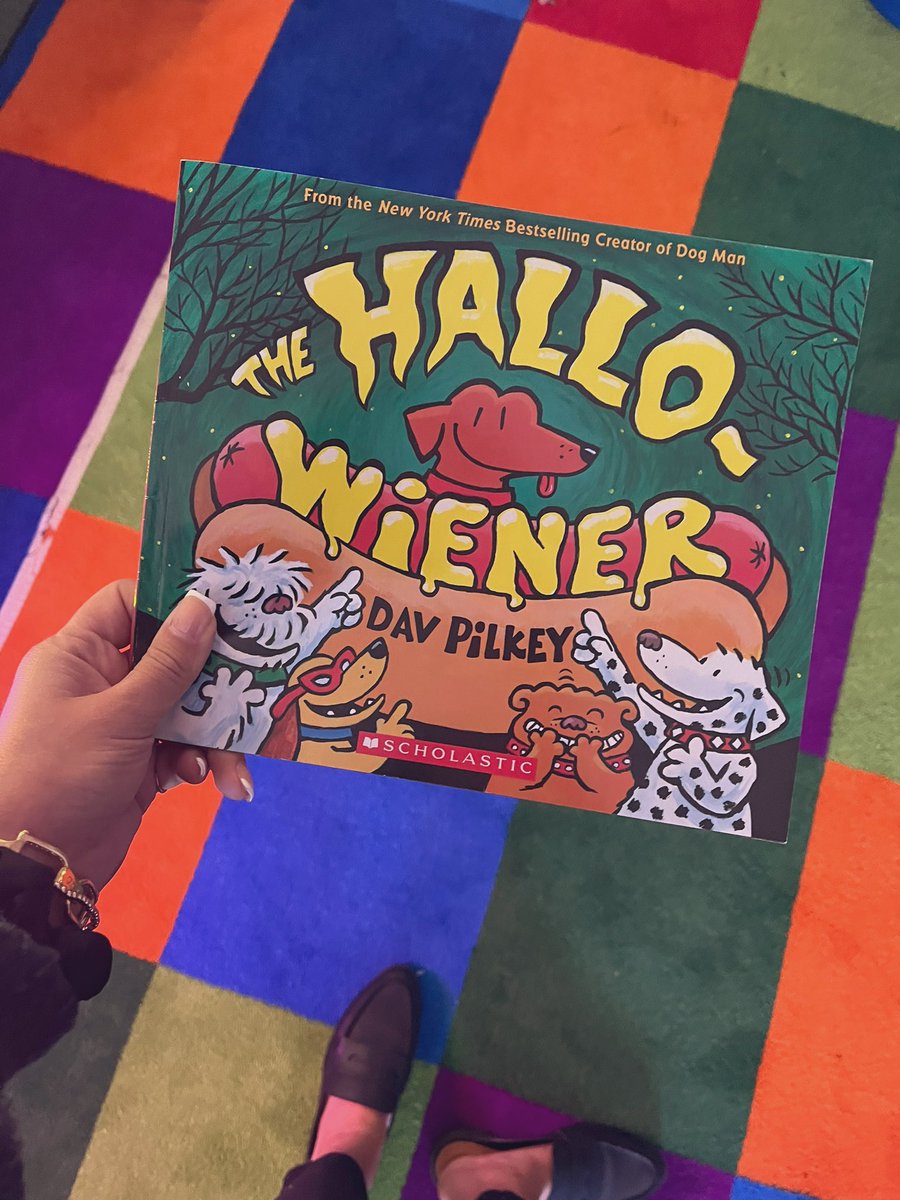 From the New York Times Bestselling Creator of Dog Man
THE HALLO-
WiENER
DAV PiLKEY
SCHOLASTIC